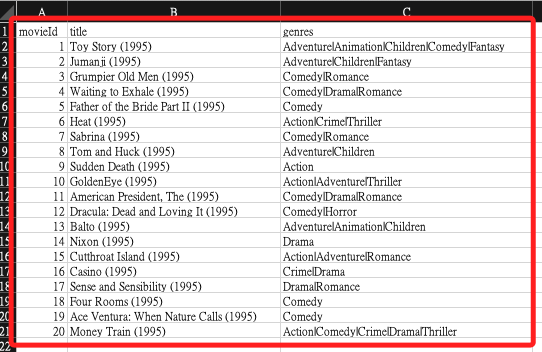 A B C
1 movieId title genres
2 1 Toy Story (1995) Adventure|Animation|Children|Comedy|Fantasy
3 2 Jumanji (1995) Adventure|Children|Fantasy
4 3 Grumpier Old Men (1995) Comedy|Romance
5 4 Waiting to Exhale (1995) Comedy|Drama|Romance
6 5 Father of the Bride Part II (1995) Comedy
7 6 Heat (1995) Action|Crime|Thriller
8 7 Sabrina (1995) Comedy|Romance
9 8 Tom and Huck (1995) Adventure|Children
10 9 Sudden Death (1995) Action
11 10 GoldenEye (1995) Action|Adventure|Thriller
12 11 American President, The (1995) Comedy|Drama|Romance
13 12 Dracula: Dead and Loving It (1995) Comedy|Horror
14 13 Balto (1995) Adventure|Animation|Children
15 14 Nixon (1995) Drama
16 15 Cutthroat Island (1995) Action|Adventure|Romance
17 16 Casino (1995) Crime|Drama
18 17 Sense and Sensibility (1995) Drama|Romance
19 18 Four Rooms (1995) Comedy
20 19 Ace Ventura: When Nature Calls (1995) Comedy
21 20 Money Train (1995) Action|Comedy|Crime|Drama|Thriller
22